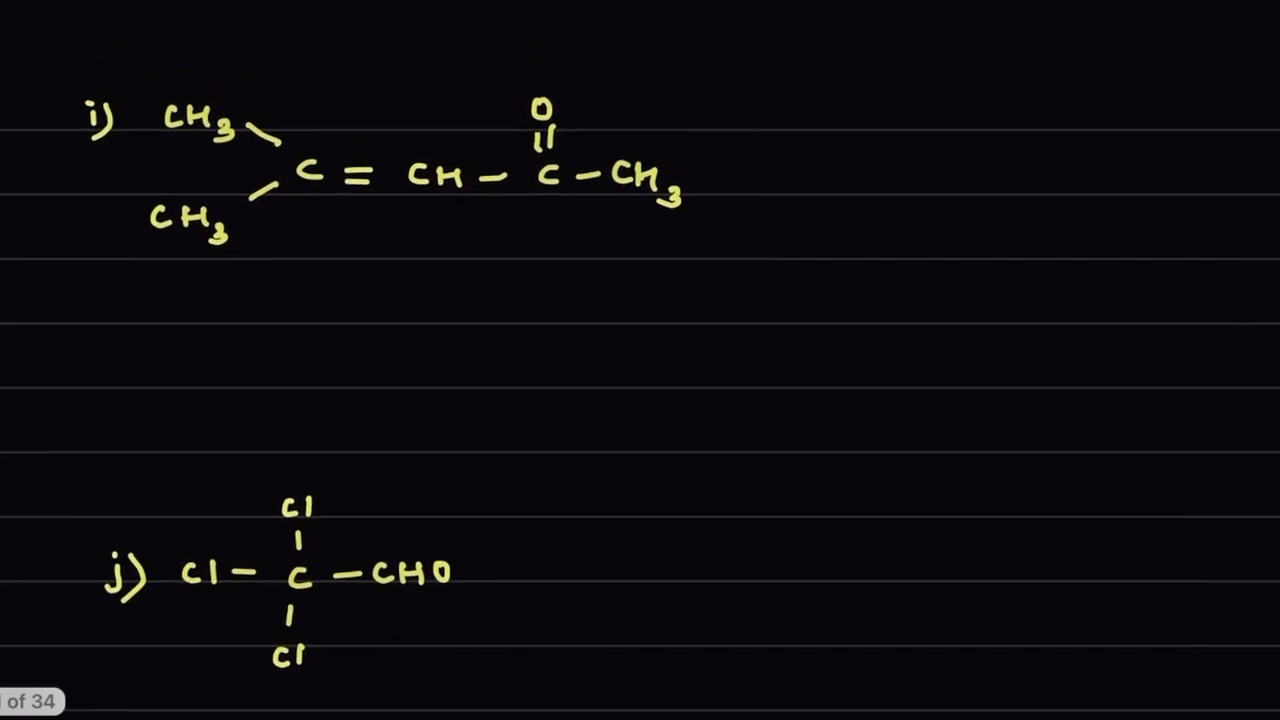 O
i) CH3
C = CH - C - CH3
CH3
Cl
j) Cl - C - CHO
Cl
of 34